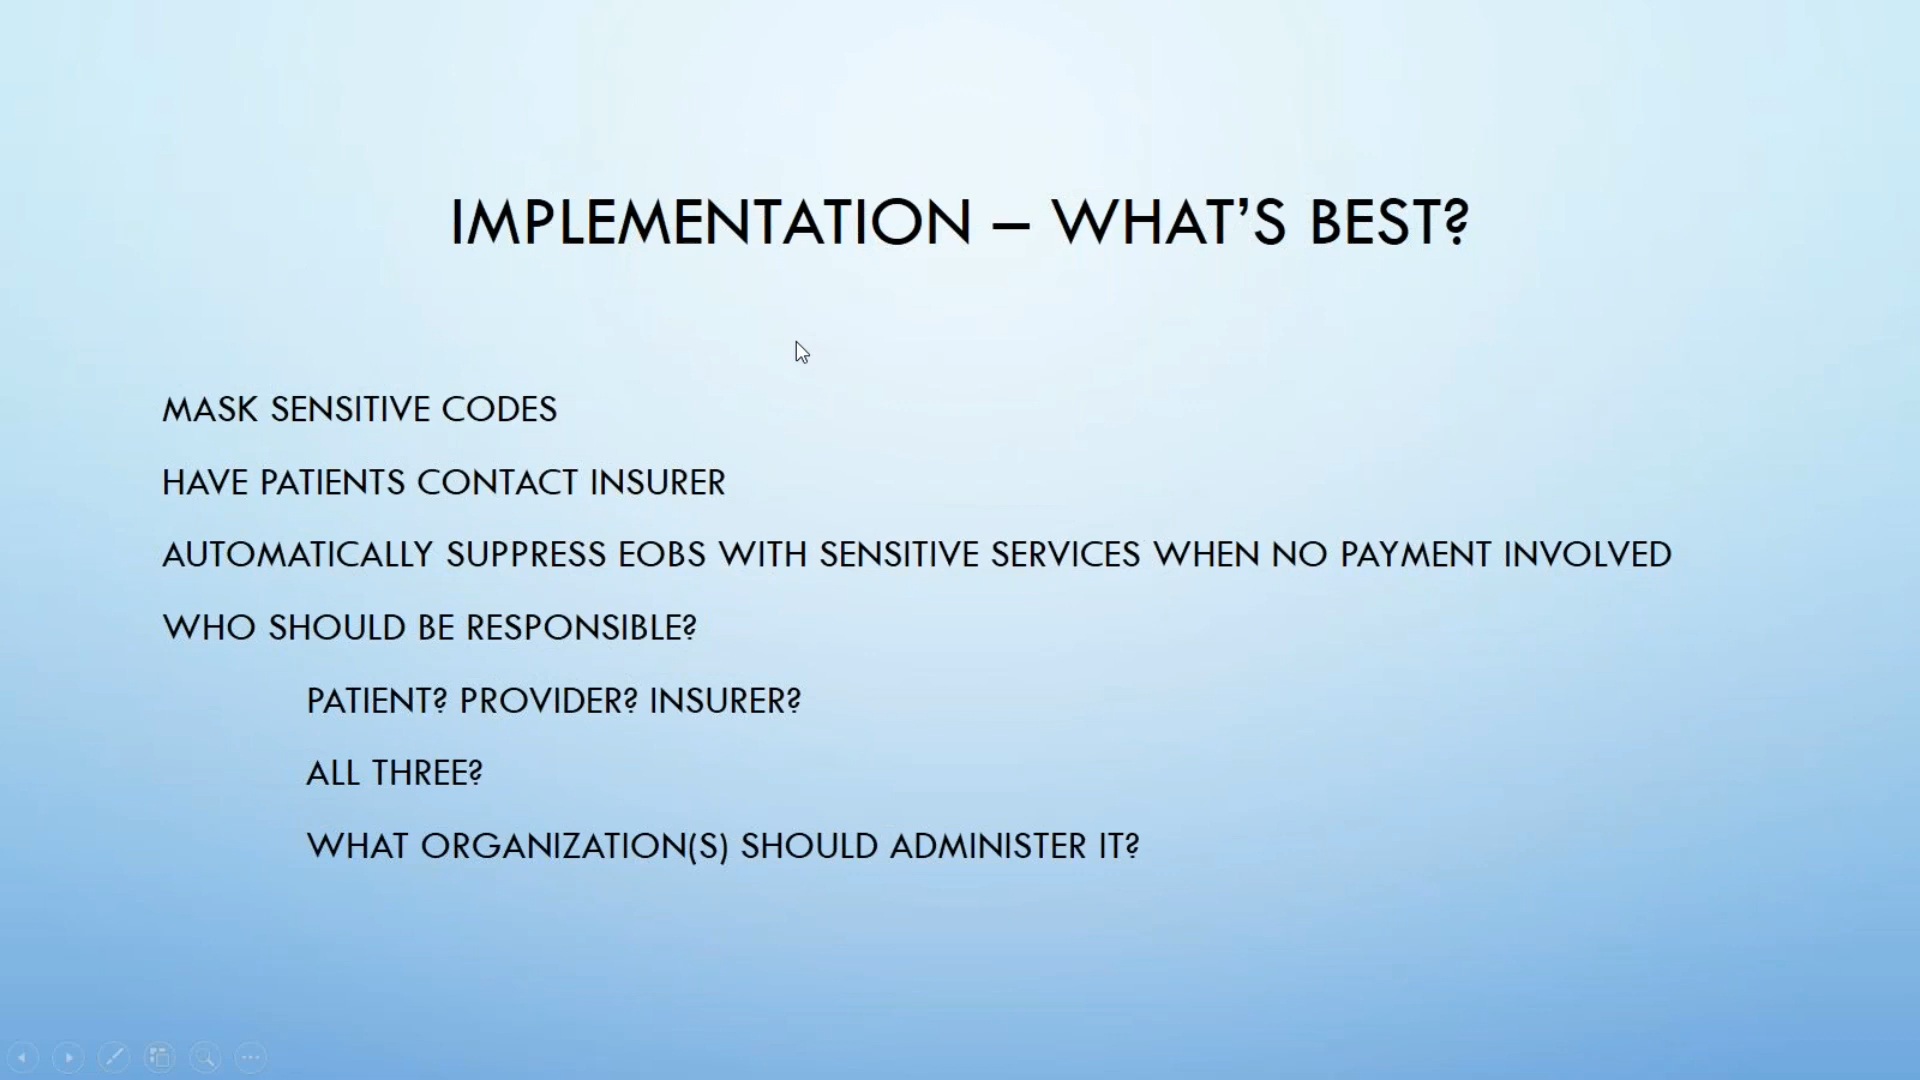 IMPLEMENTATION – WHAT'S BEST?
MASK SENSITIVE CODES
HAVE PATIENTS CONTACT INSURER
AUTOMATICALLY SUPPRESS EOBS WITH SENSITIVE SERVICES WHEN NO PAYMENT INVOLVED
WHO SHOULD BE RESPONSIBLE?
PATIENT? PROVIDER? INSURER?
ALL THREE?
WHAT ORGANIZATION(S) SHOULD ADMINISTER IT?